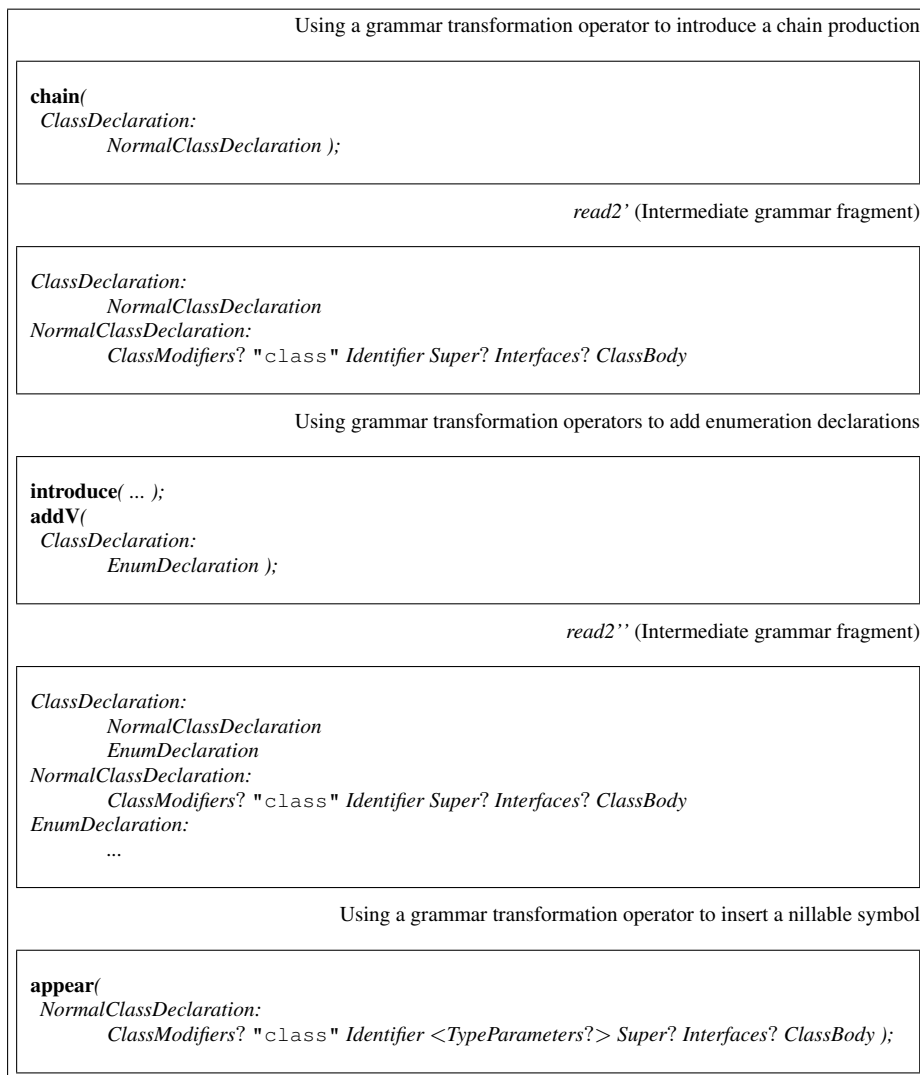 Using a grammar transformation operator to introduce a chain production
chain(
ClassDeclaration:
NormalClassDeclaration );
read2’ (Intermediate grammar fragment)
ClassDeclaration:
NormalClassDeclaration
NormalClassDeclaration:
ClassModifiers? "class" Identifier Super? Interfaces? ClassBody
Using grammar transformation operators to add enumeration declarations
introduce( ... );
addV(
ClassDeclaration:
EnumDeclaration );
read2’’ (Intermediate grammar fragment)
ClassDeclaration:
NormalClassDeclaration
EnumDeclaration
NormalClassDeclaration:
ClassModifiers? "class" Identifier Super? Interfaces? ClassBody
EnumDeclaration:
...
Using a grammar transformation operator to insert a nillable symbol
appear(
NormalClassDeclaration:
ClassModifiers? "class" Identifier <TypeParameters?> Super? Interfaces? ClassBody );